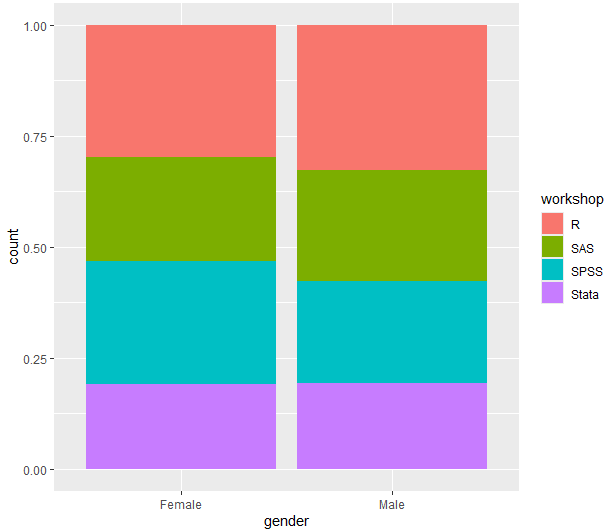 1.00
0.75
0.50
0.25
0.00
count
Female
Male
gender
workshop
R
SAS
SPSS
Stata